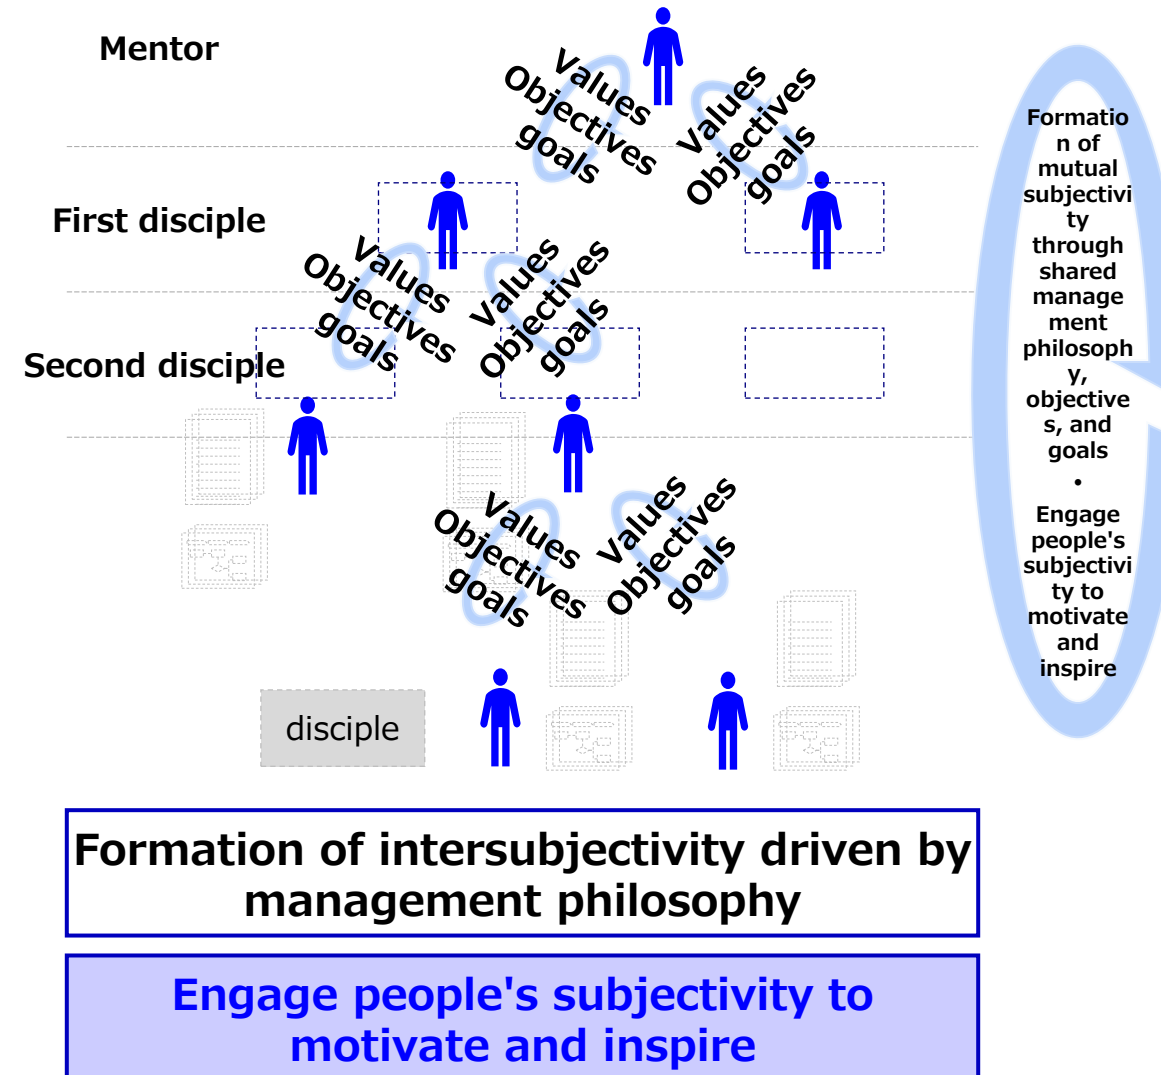 Mentor
Values
Objectives
goals
Values
Objectives
goals
First disciple
Values
Objectives
goals
Values
Objectives
goals
Second disciple
Values
Objectives
goals
Values
Objectives
goals
disciple
Formatio
n of
mutual
subjectivi
ty
through
shared
manage
ment
philosoph
y,
objective
s, and
goals
・
Engage
people's
subjectivi
ty to
motivate
and
inspire
Formation of intersubjectivity driven by
management philosophy
Engage people's subjectivity to
motivate and inspire